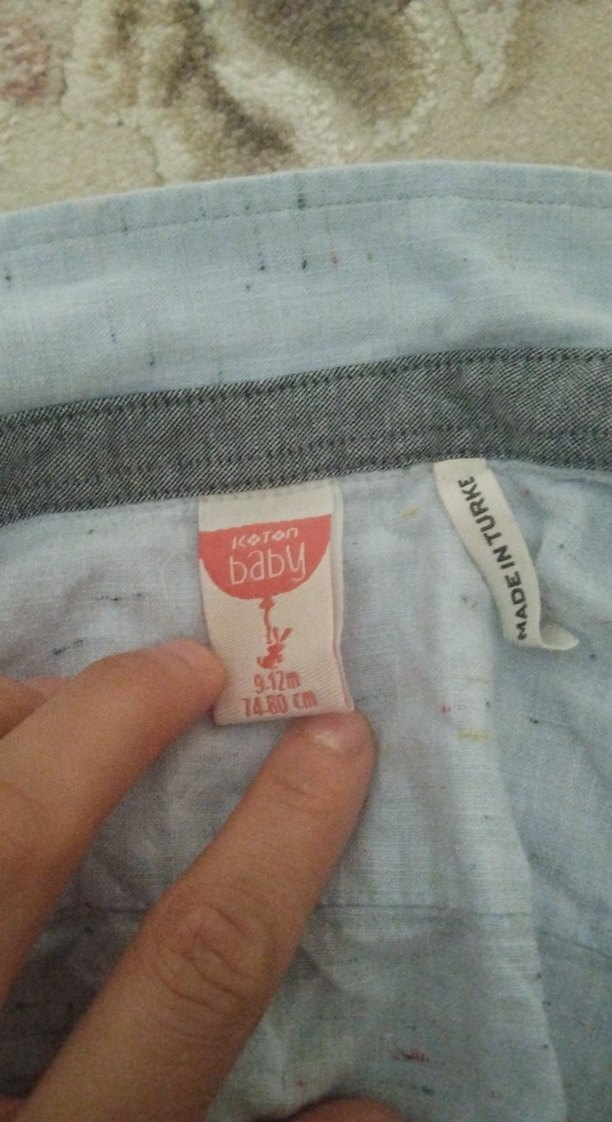 KOTON
baby
9.12m
74.80 cm
MADE IN TURKE